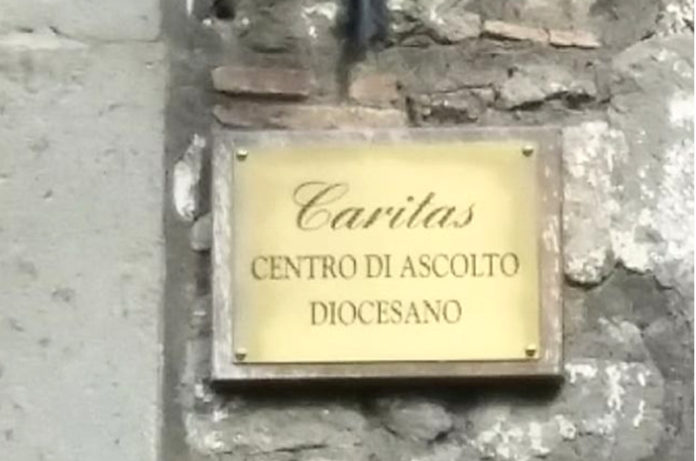 Caritas
CENTRO DI ASCOLTO
DIOCESANO